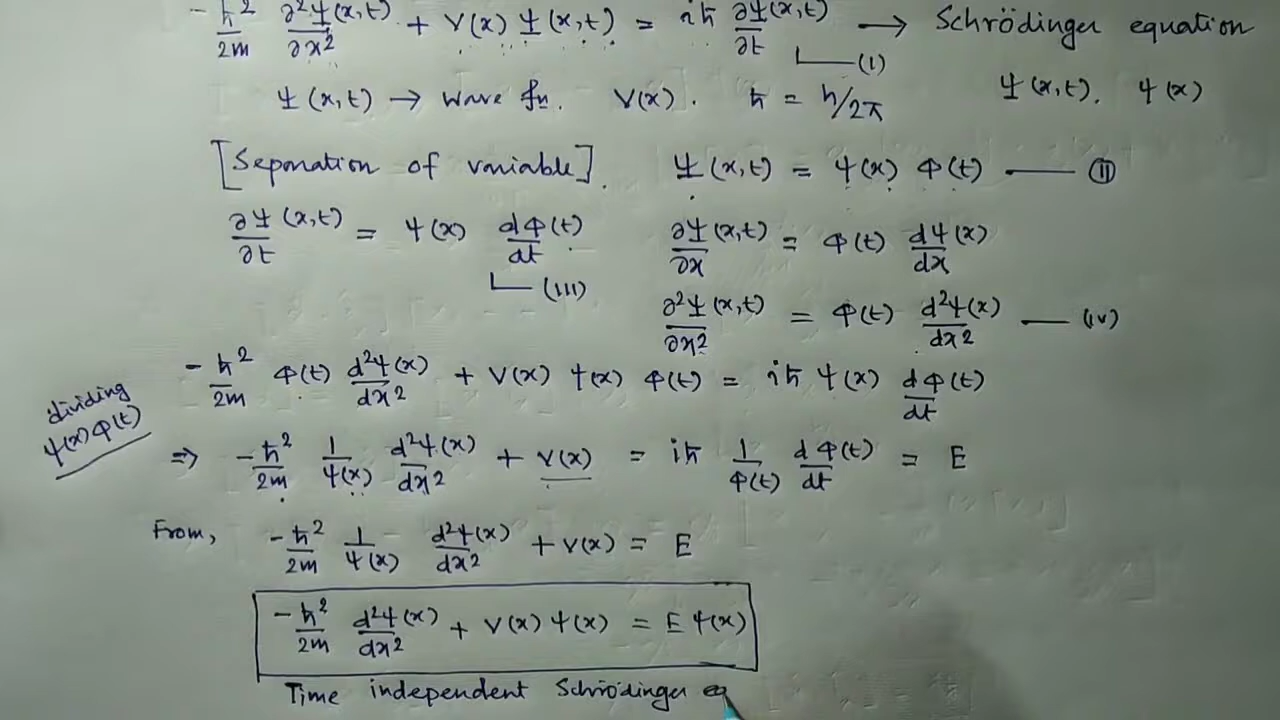 -ħ²/2m ∂²Ψ(x,t)/∂x² + V(x) Ψ(x,t) = iħ ∂Ψ(x,t)/∂t → Schrödinger equation
(I)
Ψ(x,t) → wave fn. V(x). ħ = h/2π Ψ(x,t). ψ(x)
[Separation of variable]. Ψ(x,t) = ψ(x) Φ(t) — (II)
∂Ψ(x,t)/∂t = ψ(x) dΦ(t)/dt ∂Ψ(x,t)/∂x = Φ(t) dψ(x)/dx
(III)
∂²Ψ(x,t)/∂x² = Φ(t) d²ψ(x)/dx² — (IV)
-ħ²/2m Φ(t) d²ψ(x)/dx² + V(x) ψ(x) Φ(t) = iħ ψ(x) dΦ(t)/dt
dividing
ψ(x) Φ(t)
⇒ -ħ²/2m 1/ψ(x) d²ψ(x)/dx² + V(x) = iħ 1/Φ(t) dΦ(t)/dt = E
From, -ħ²/2m 1/ψ(x) d²ψ(x)/dx² + V(x) = E
-ħ²/2m d²ψ(x)/dx² + V(x) ψ(x) = E ψ(x)
Time independent Schrödinger eq